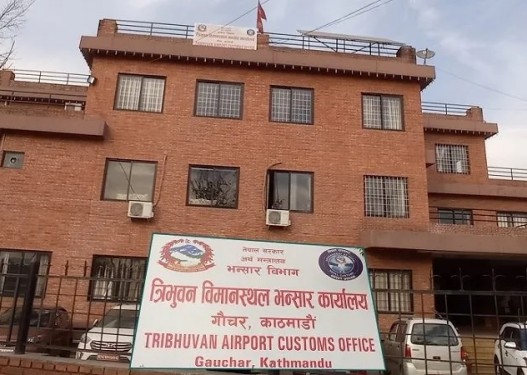 नेपाल सरकार
अर्थ मन्त्रालय
भन्सार विभाग
त्रिभुवन विमानस्थल भन्सार कार्यालय
गौचर, काठमाडौं
TRIBHUVAN AIRPORT CUSTOMS OFFICE
Gauchar, Kathmandu